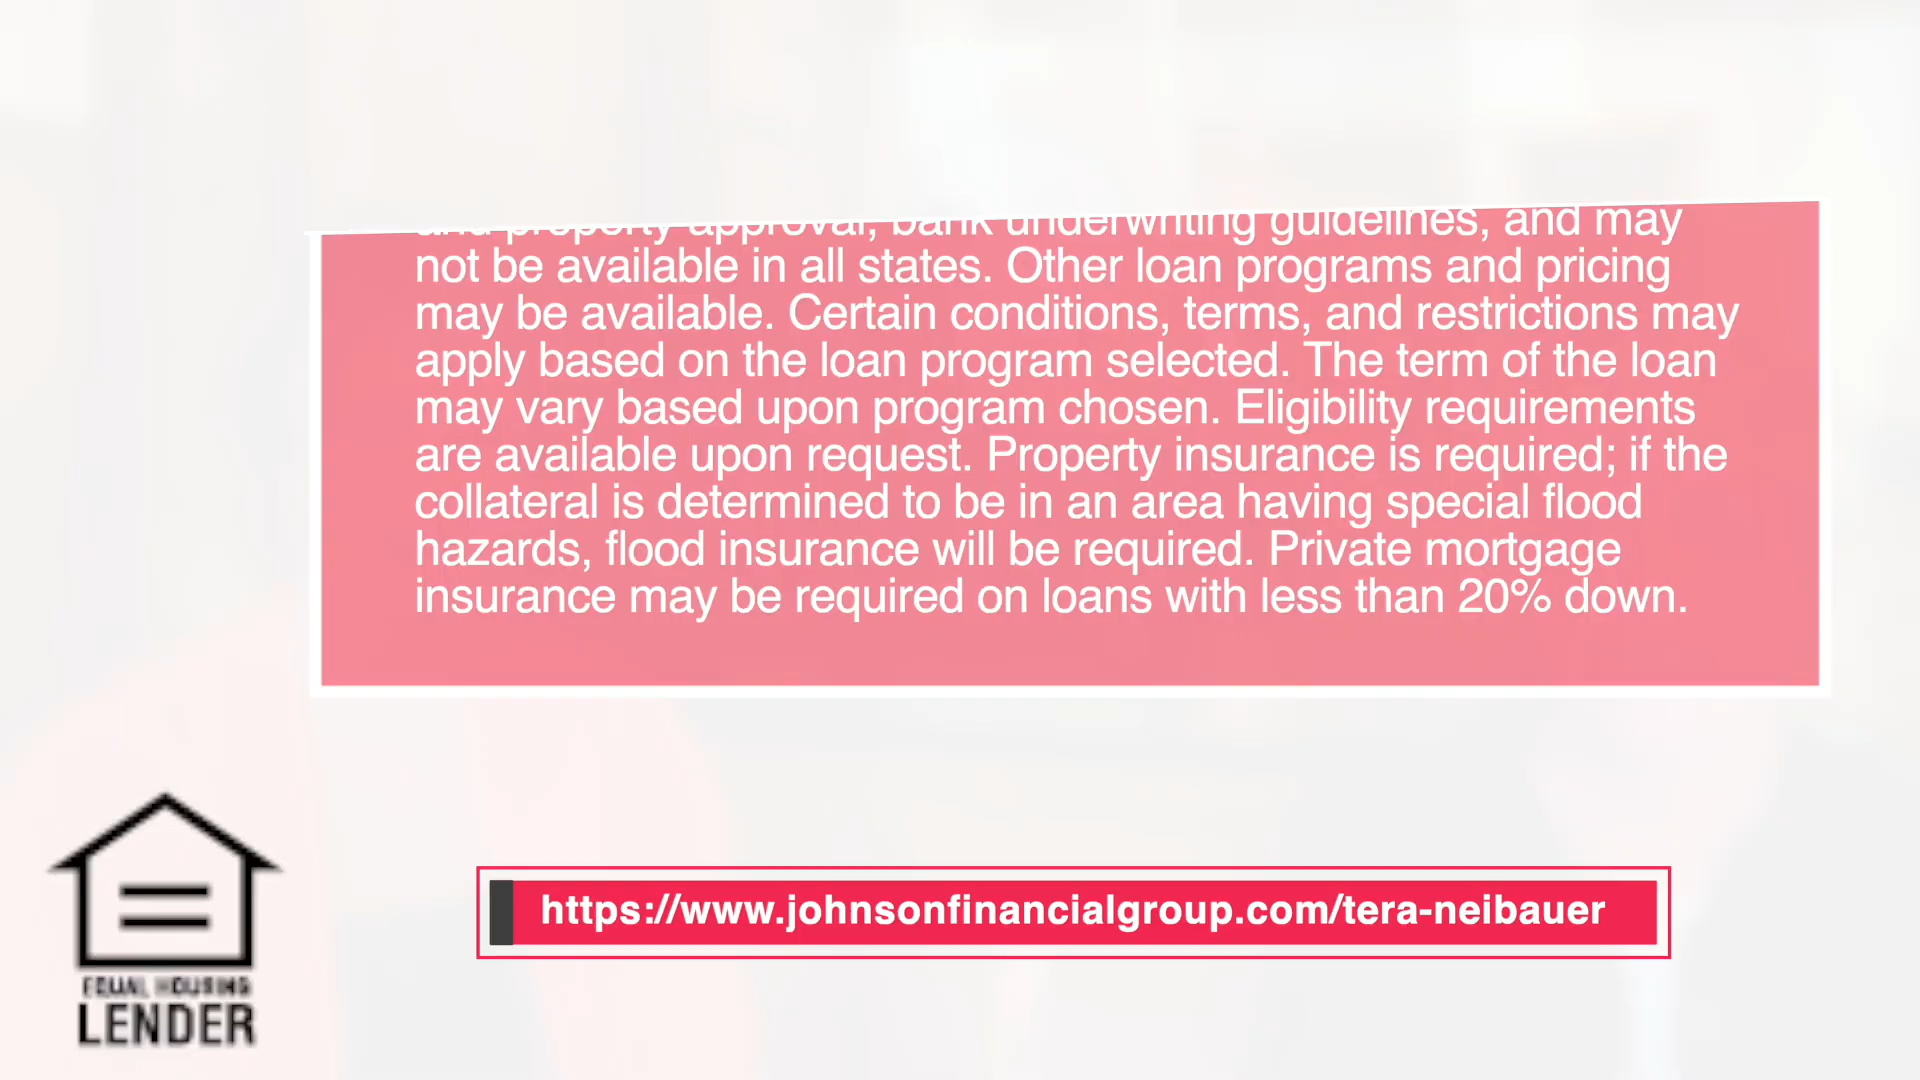 and property approval, bank underwriting guidelines, and may
not be available in all states. Other loan programs and pricing
may be available. Certain conditions, terms, and restrictions may
apply based on the loan program selected. The term of the loan
may vary based upon program chosen. Eligibility requirements
are available upon request. Property insurance is required; if the
collateral is determined to be in an area having special flood
hazards, flood insurance will be required. Private mortgage
insurance may be required on loans with less than 20% down.
https://www.johnsonfinancialgroup.com/tera-neibauer
EQUAL HOUSING
LENDER